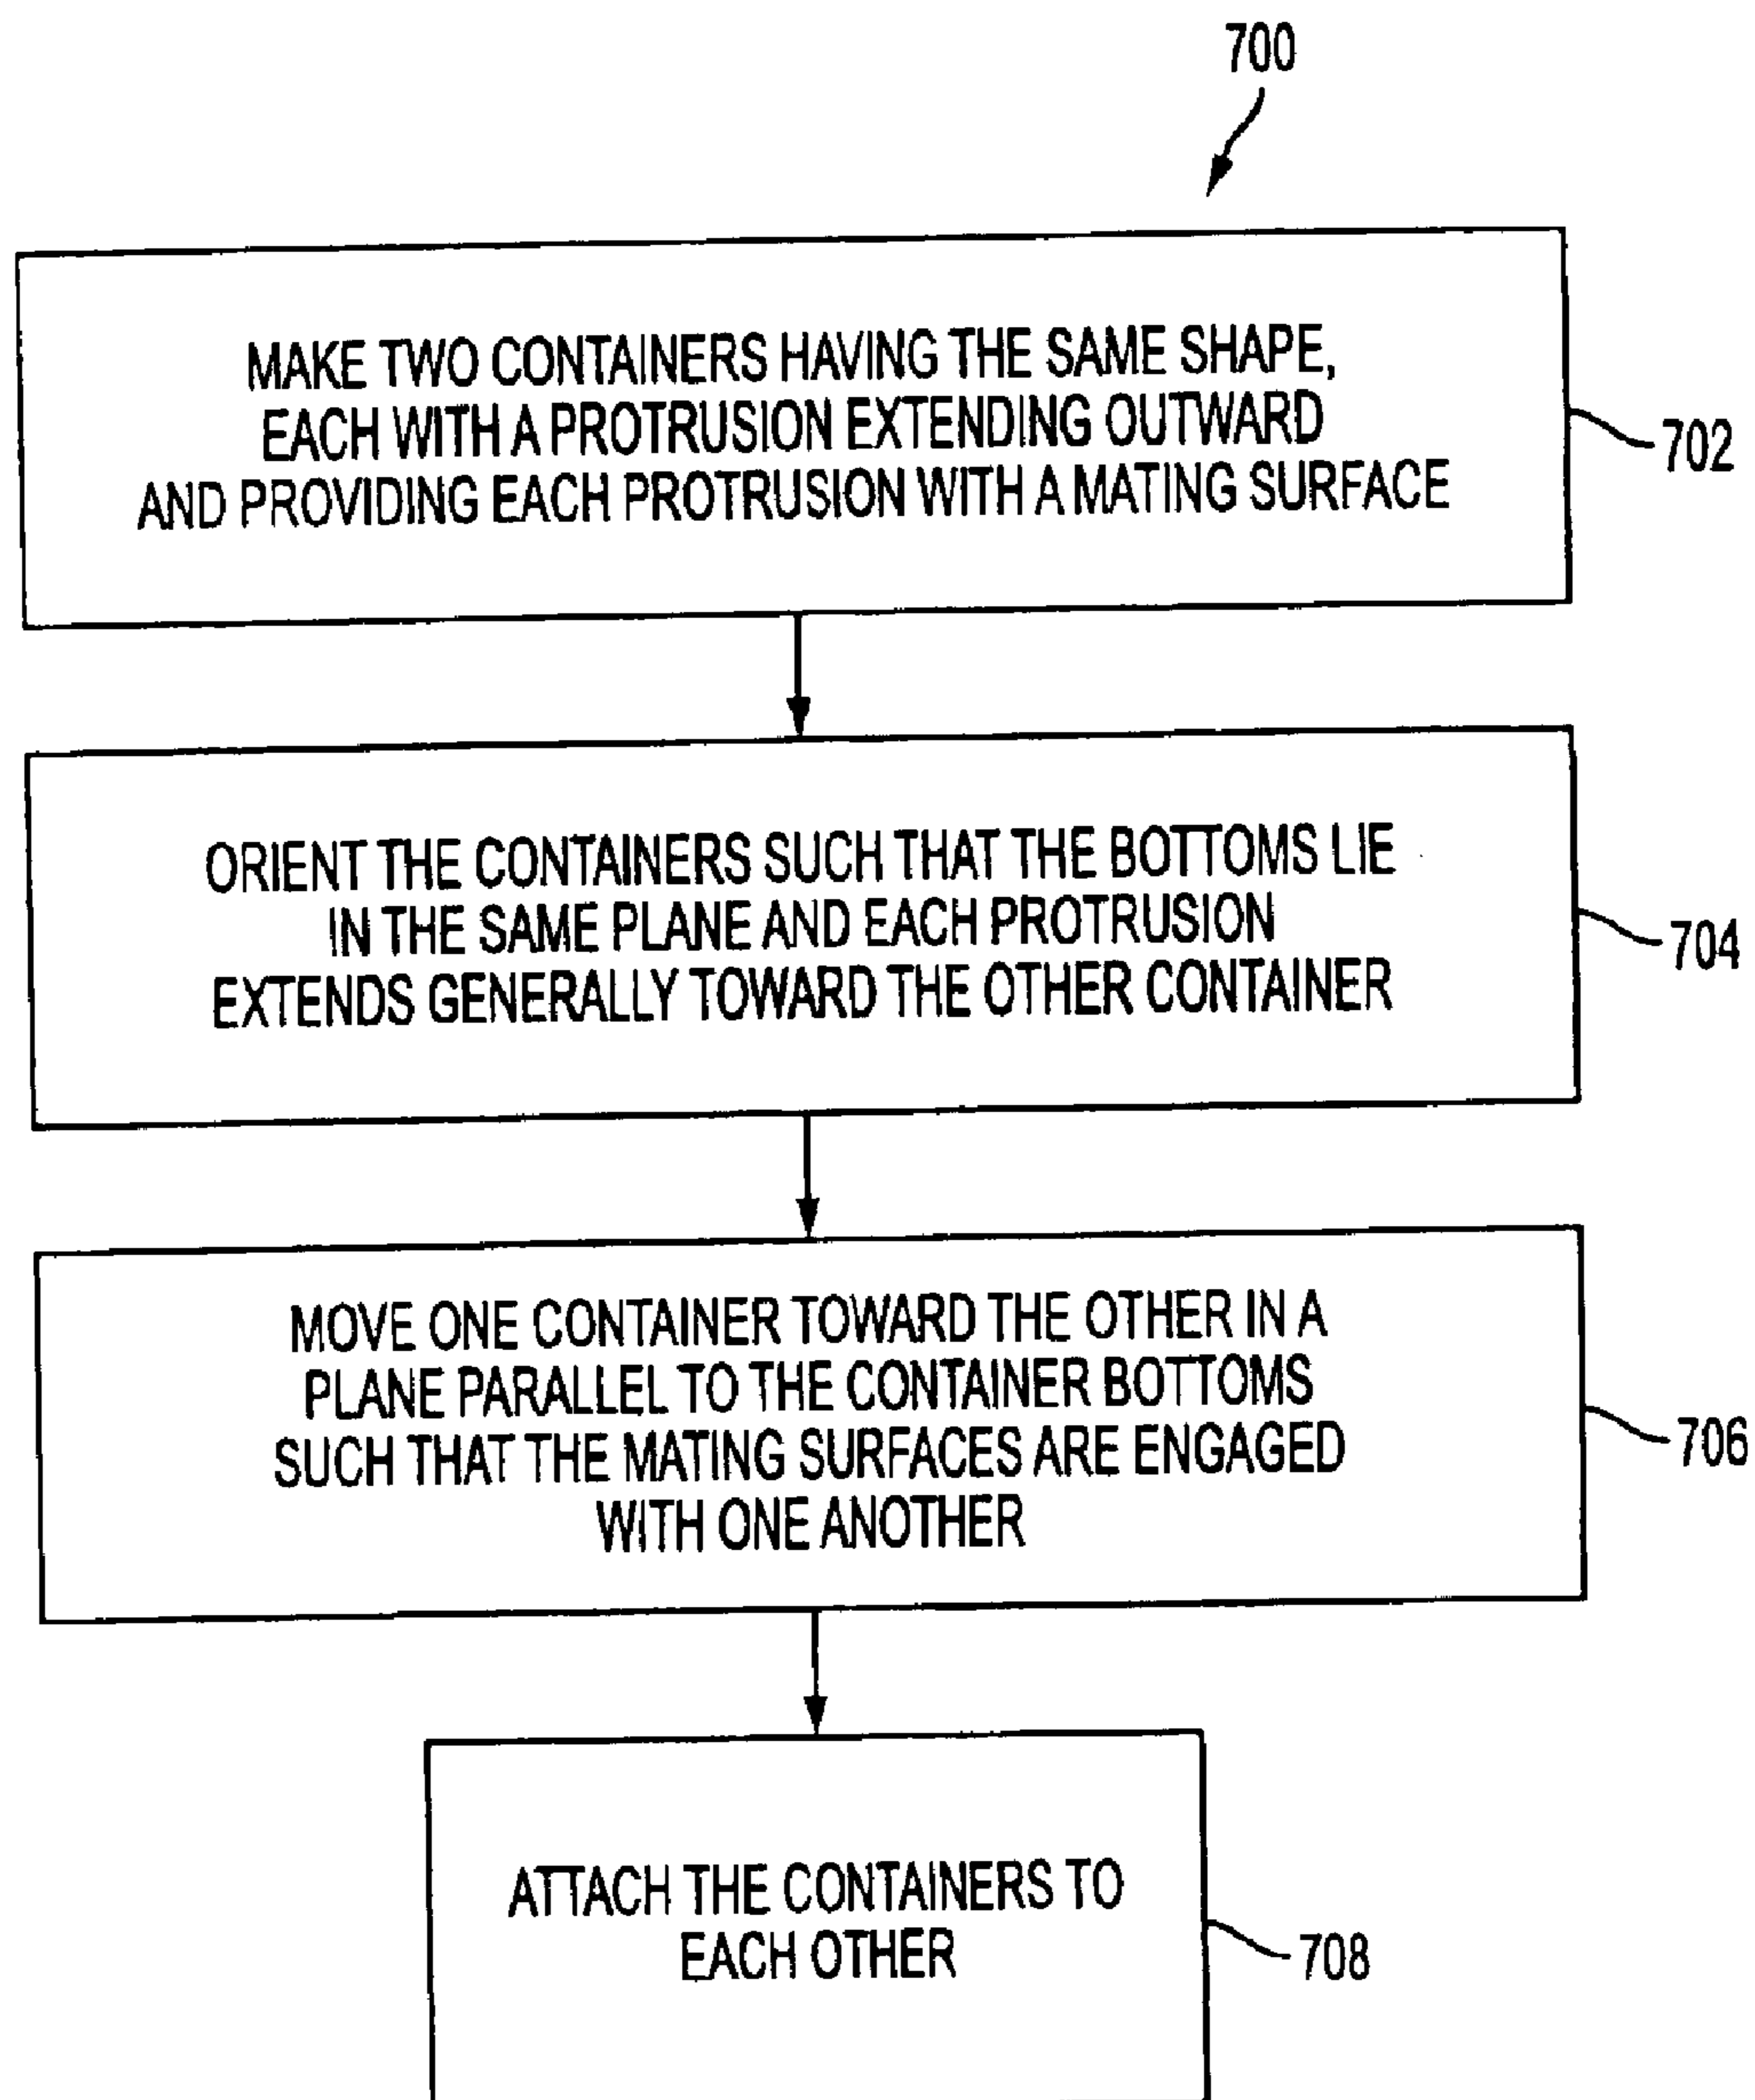 700
MAKE TWO CONTAINERS HAVING THE SAME SHAPE,
EACH WITH A PROTRUSION EXTENDING OUTWARD
AND PROVIDING EACH PROTRUSION WITH A MATING SURFACE
702
ORIENT THE CONTAINERS SUCH THAT THE BOTTOMS LIE
IN THE SAME PLANE AND EACH PROTRUSION
EXTENDS GENERALLY TOWARD THE OTHER CONTAINER
704
MOVE ONE CONTAINER TOWARD THE OTHER IN A
PLANE PARALLEL TO THE CONTAINER BOTTOMS
SUCH THAT THE MATING SURFACES ARE ENGAGED
WITH ONE ANOTHER
706
ATTACH THE CONTAINERS TO
EACH OTHER
708